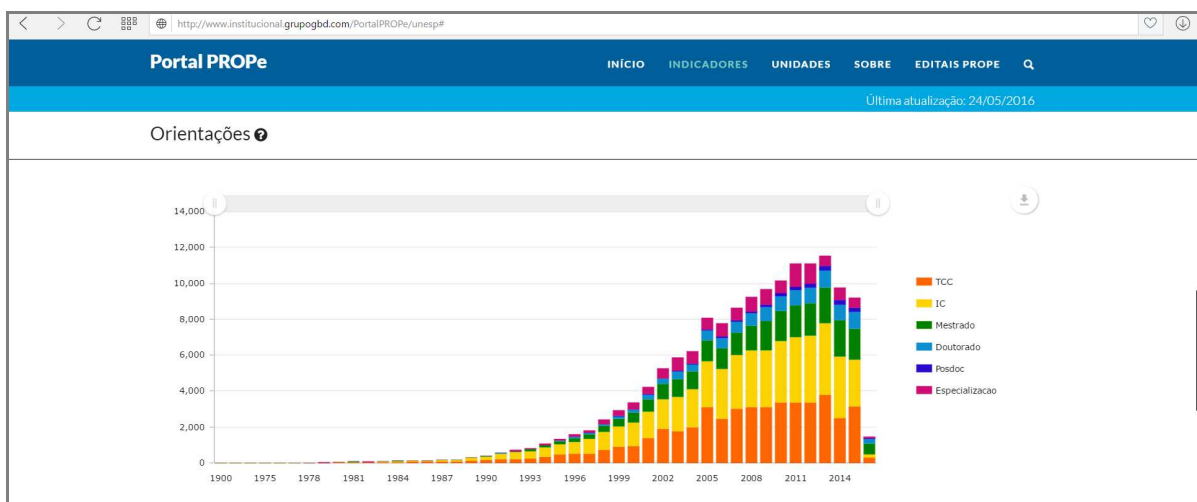 http://www.institucional.grupogbd.com/PortalPROPe/unesp#
Portal PROPe
INÍCIO INDICADORES UNIDADES SOBRE EDITAIS PROPE
Última atualização: 24/05/2016
Orientações
14,000
12,000
10,000
8,000
6,000
4,000
2,000
0
1900 1975 1978 1981 1984 1987 1990 1993 1996 1999 2002 2005 2008 2011 2014
TCC
IC
Mestrado
Doutorado
Posdoc
Especializacao